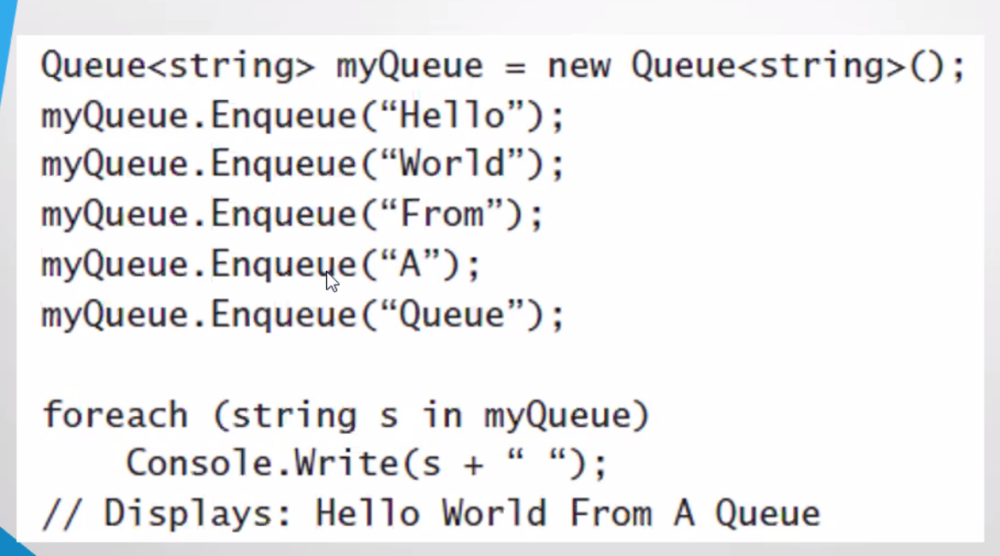 Queue<string> myQueue = new Queue<string>();
myQueue.Enqueue(“Hello”);
myQueue.Enqueue(“World”);
myQueue.Enqueue(“From”);
myQueue.Enqueue(“A”);
myQueue.Enqueue(“Queue”);
foreach (string s in myQueue)
    Console.Write(s + “ “);
// Displays: Hello World From A Queue